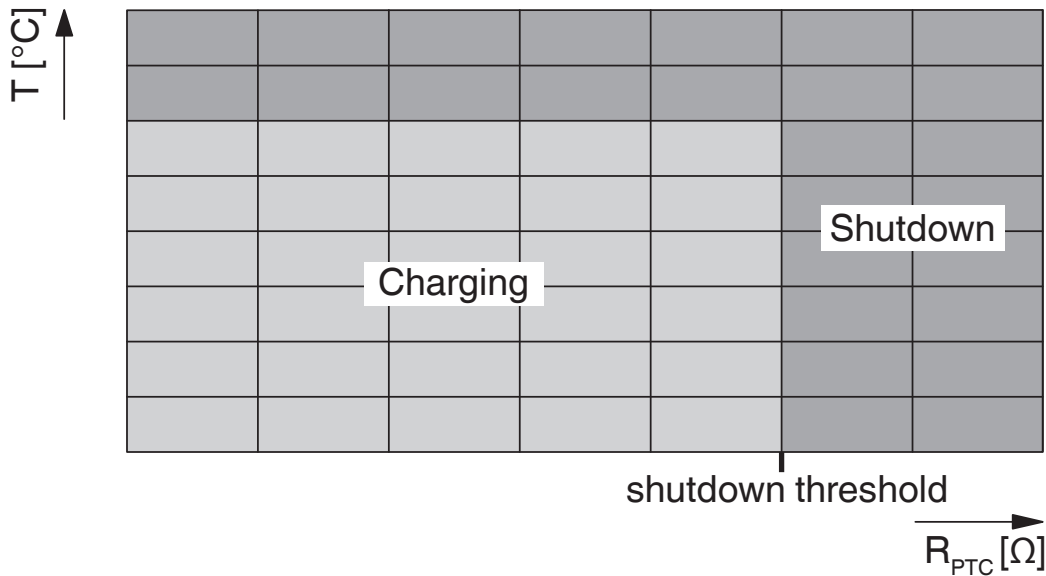 T [°C]
Shutdown
Charging
shutdown threshold
R_PTC [Ω]